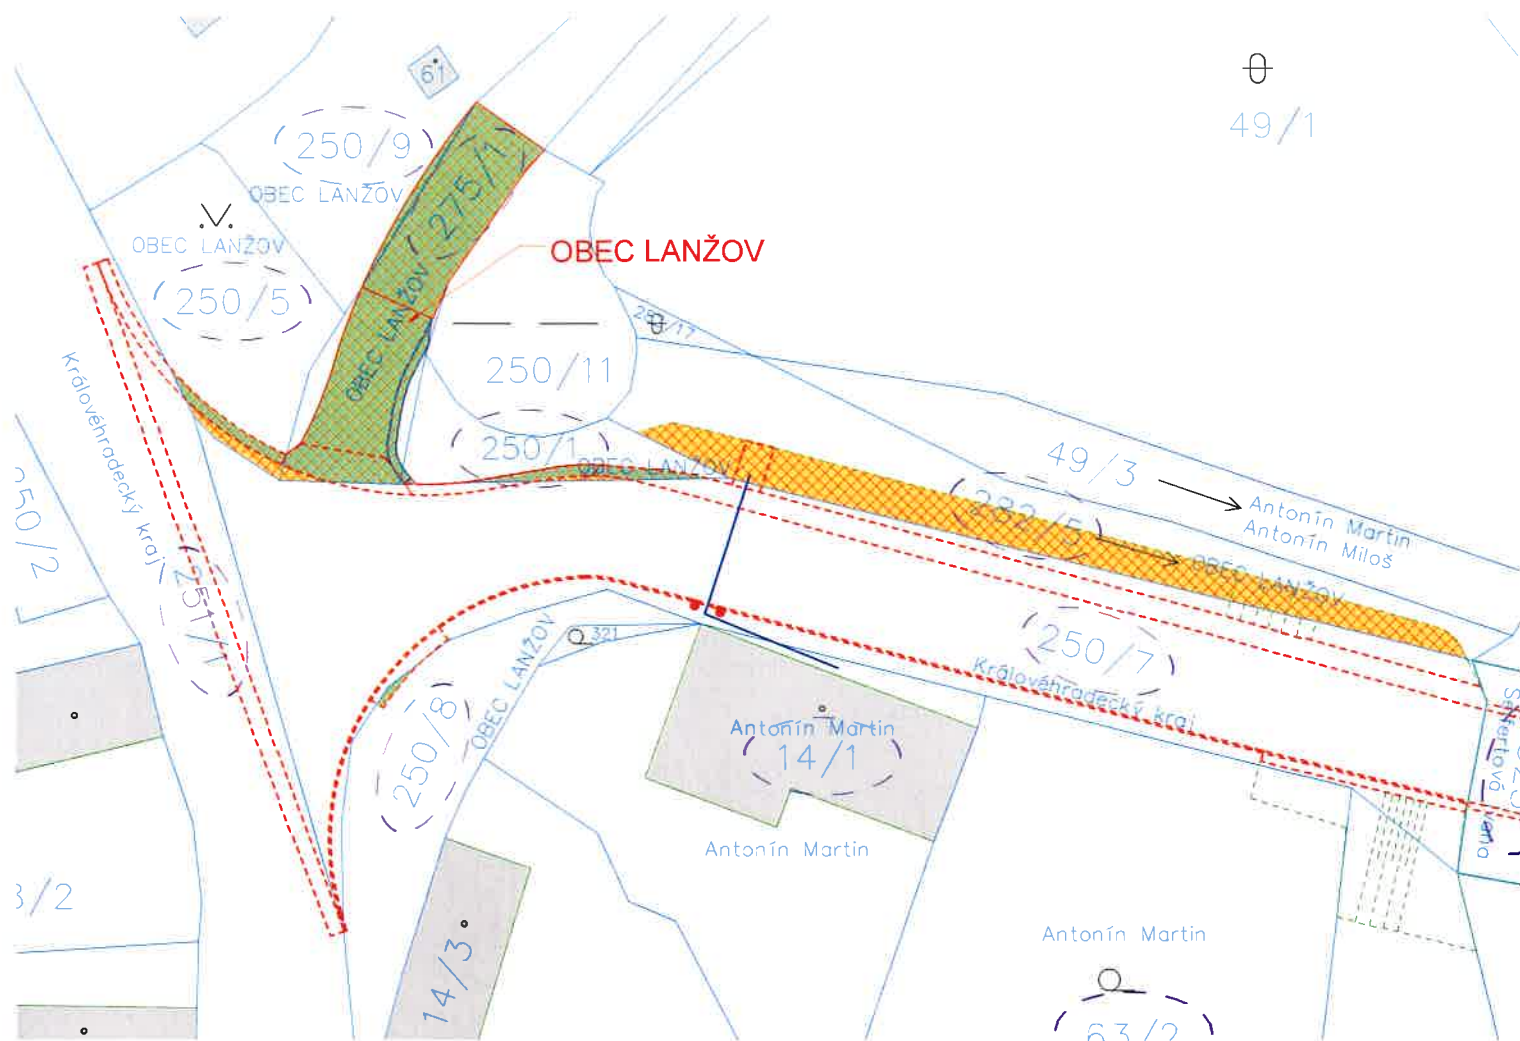 61
49/1
250/9
OBEC LANŽOV
275/1
OBEC LANŽOV
OBEC LANŽOV
250/5
OBEC LANŽOV
OBEC LANŽOV
250/11
Královéhradecký kraj
250/1
OBEC LANŽOV
49/3
Antonín Martin
Antonín Miloš
282/5
OBEC LANŽOV
250/2
OBEC LANŽOV
321
250/7
Královéhradecký kraj
250/8
Antonín Martin
14/1
Antonín Martin
3/2
14/3
Antonín Martin
63/2